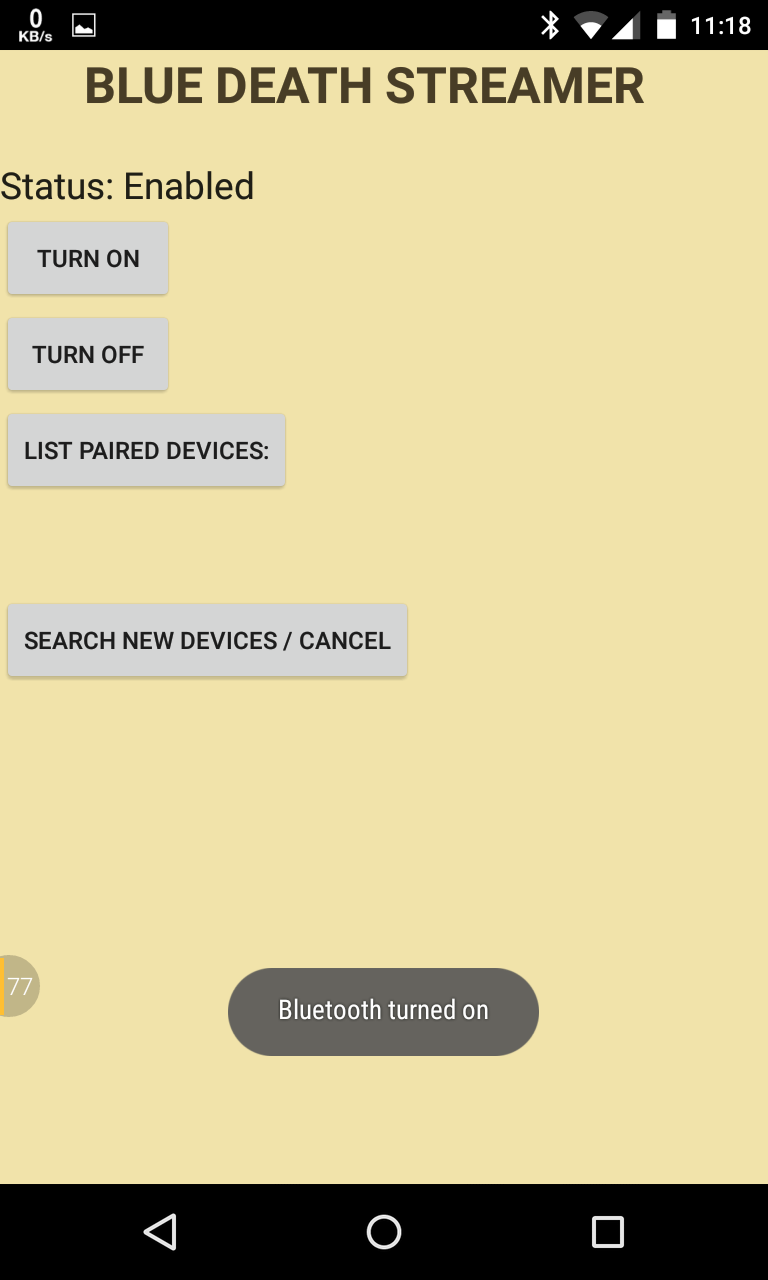 0
KB/s
11:18
BLUE DEATH STREAMER
Status: Enabled
TURN ON
TURN OFF
LIST PAIRED DEVICES:
SEARCH NEW DEVICES / CANCEL
77
Bluetooth turned on